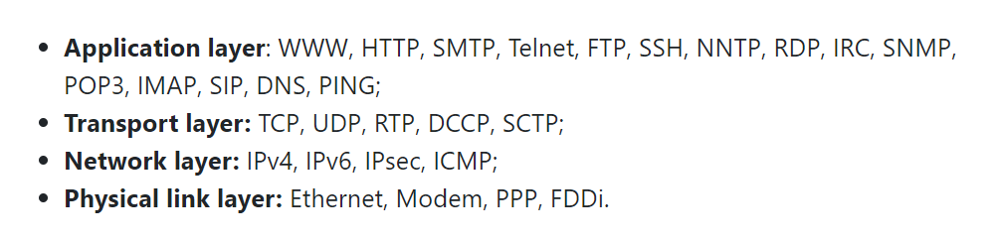 • Application layer: WWW, HTTP, SMTP, Telnet, FTP, SSH, NNTP, RDP, IRC, SNMP,
POP3, IMAP, SIP, DNS, PING;
• Transport layer: TCP, UDP, RTP, DCCP, SCTP;
• Network layer: IPv4, IPv6, IPsec, ICMP;
• Physical link layer: Ethernet, Modem, PPP, FDDi.